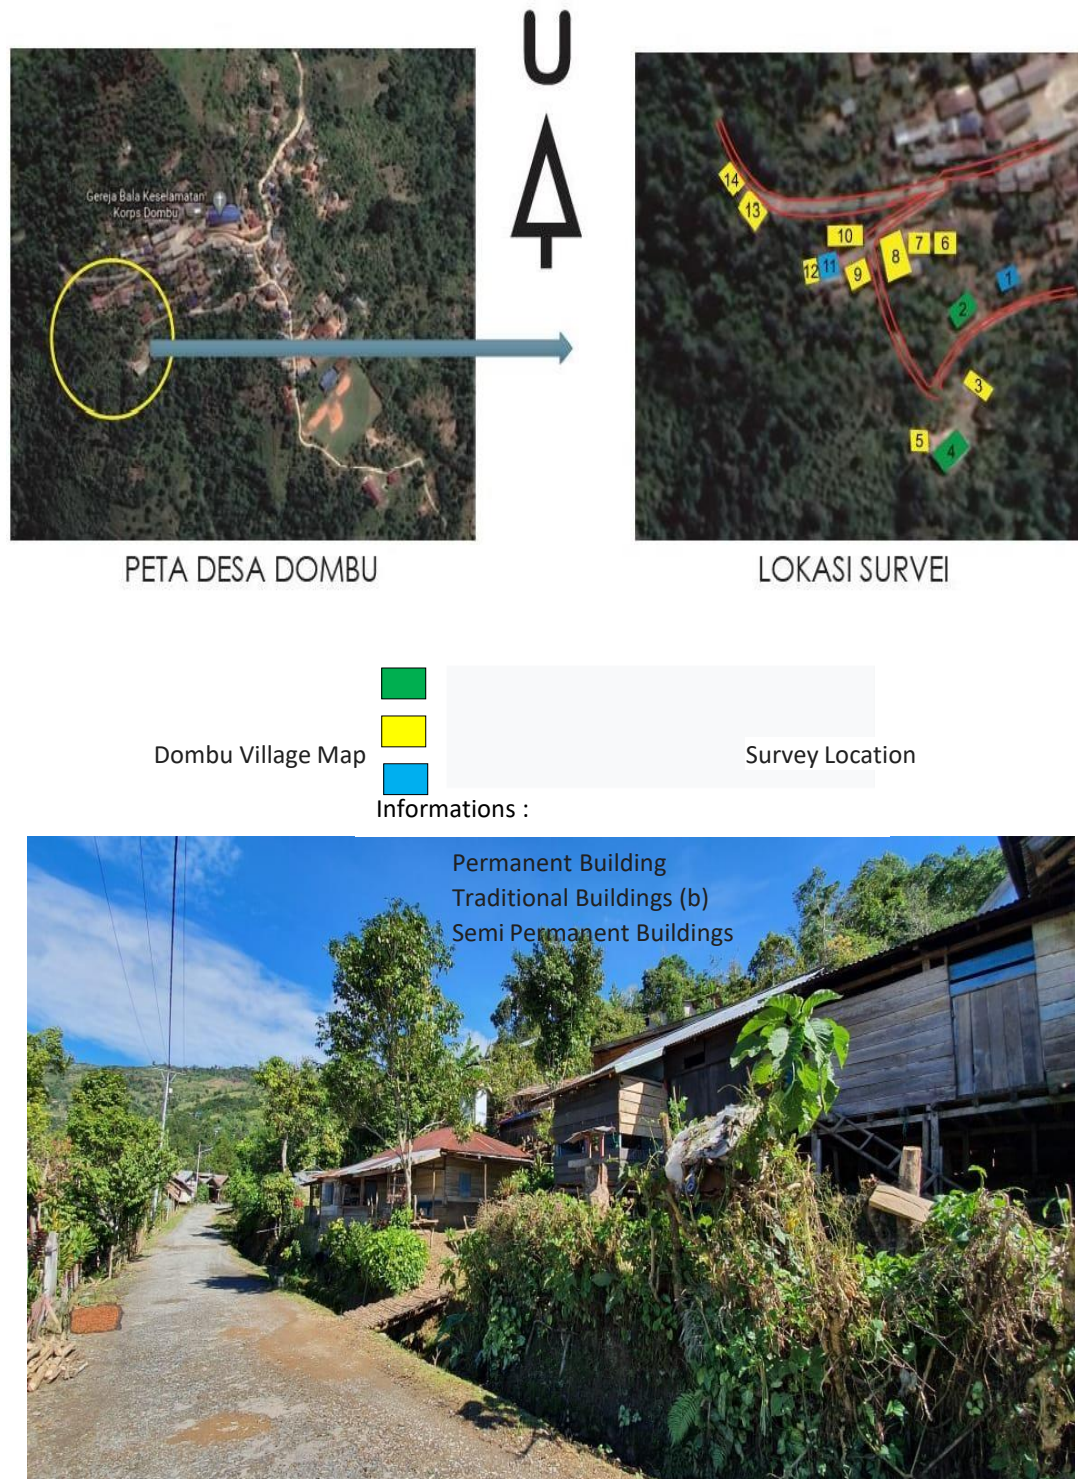 U
Gereja Bala Keselamatan
Korps Dombu
14
13
10
7
6
8
12
11
9
1
2
3
5
4
PETA DESA DOMBU
LOKASI SURVEI
Dombu Village Map
Survey Location
Informations :
Permanent Building
Traditional Buildings (b)
Semi Permanent Buildings